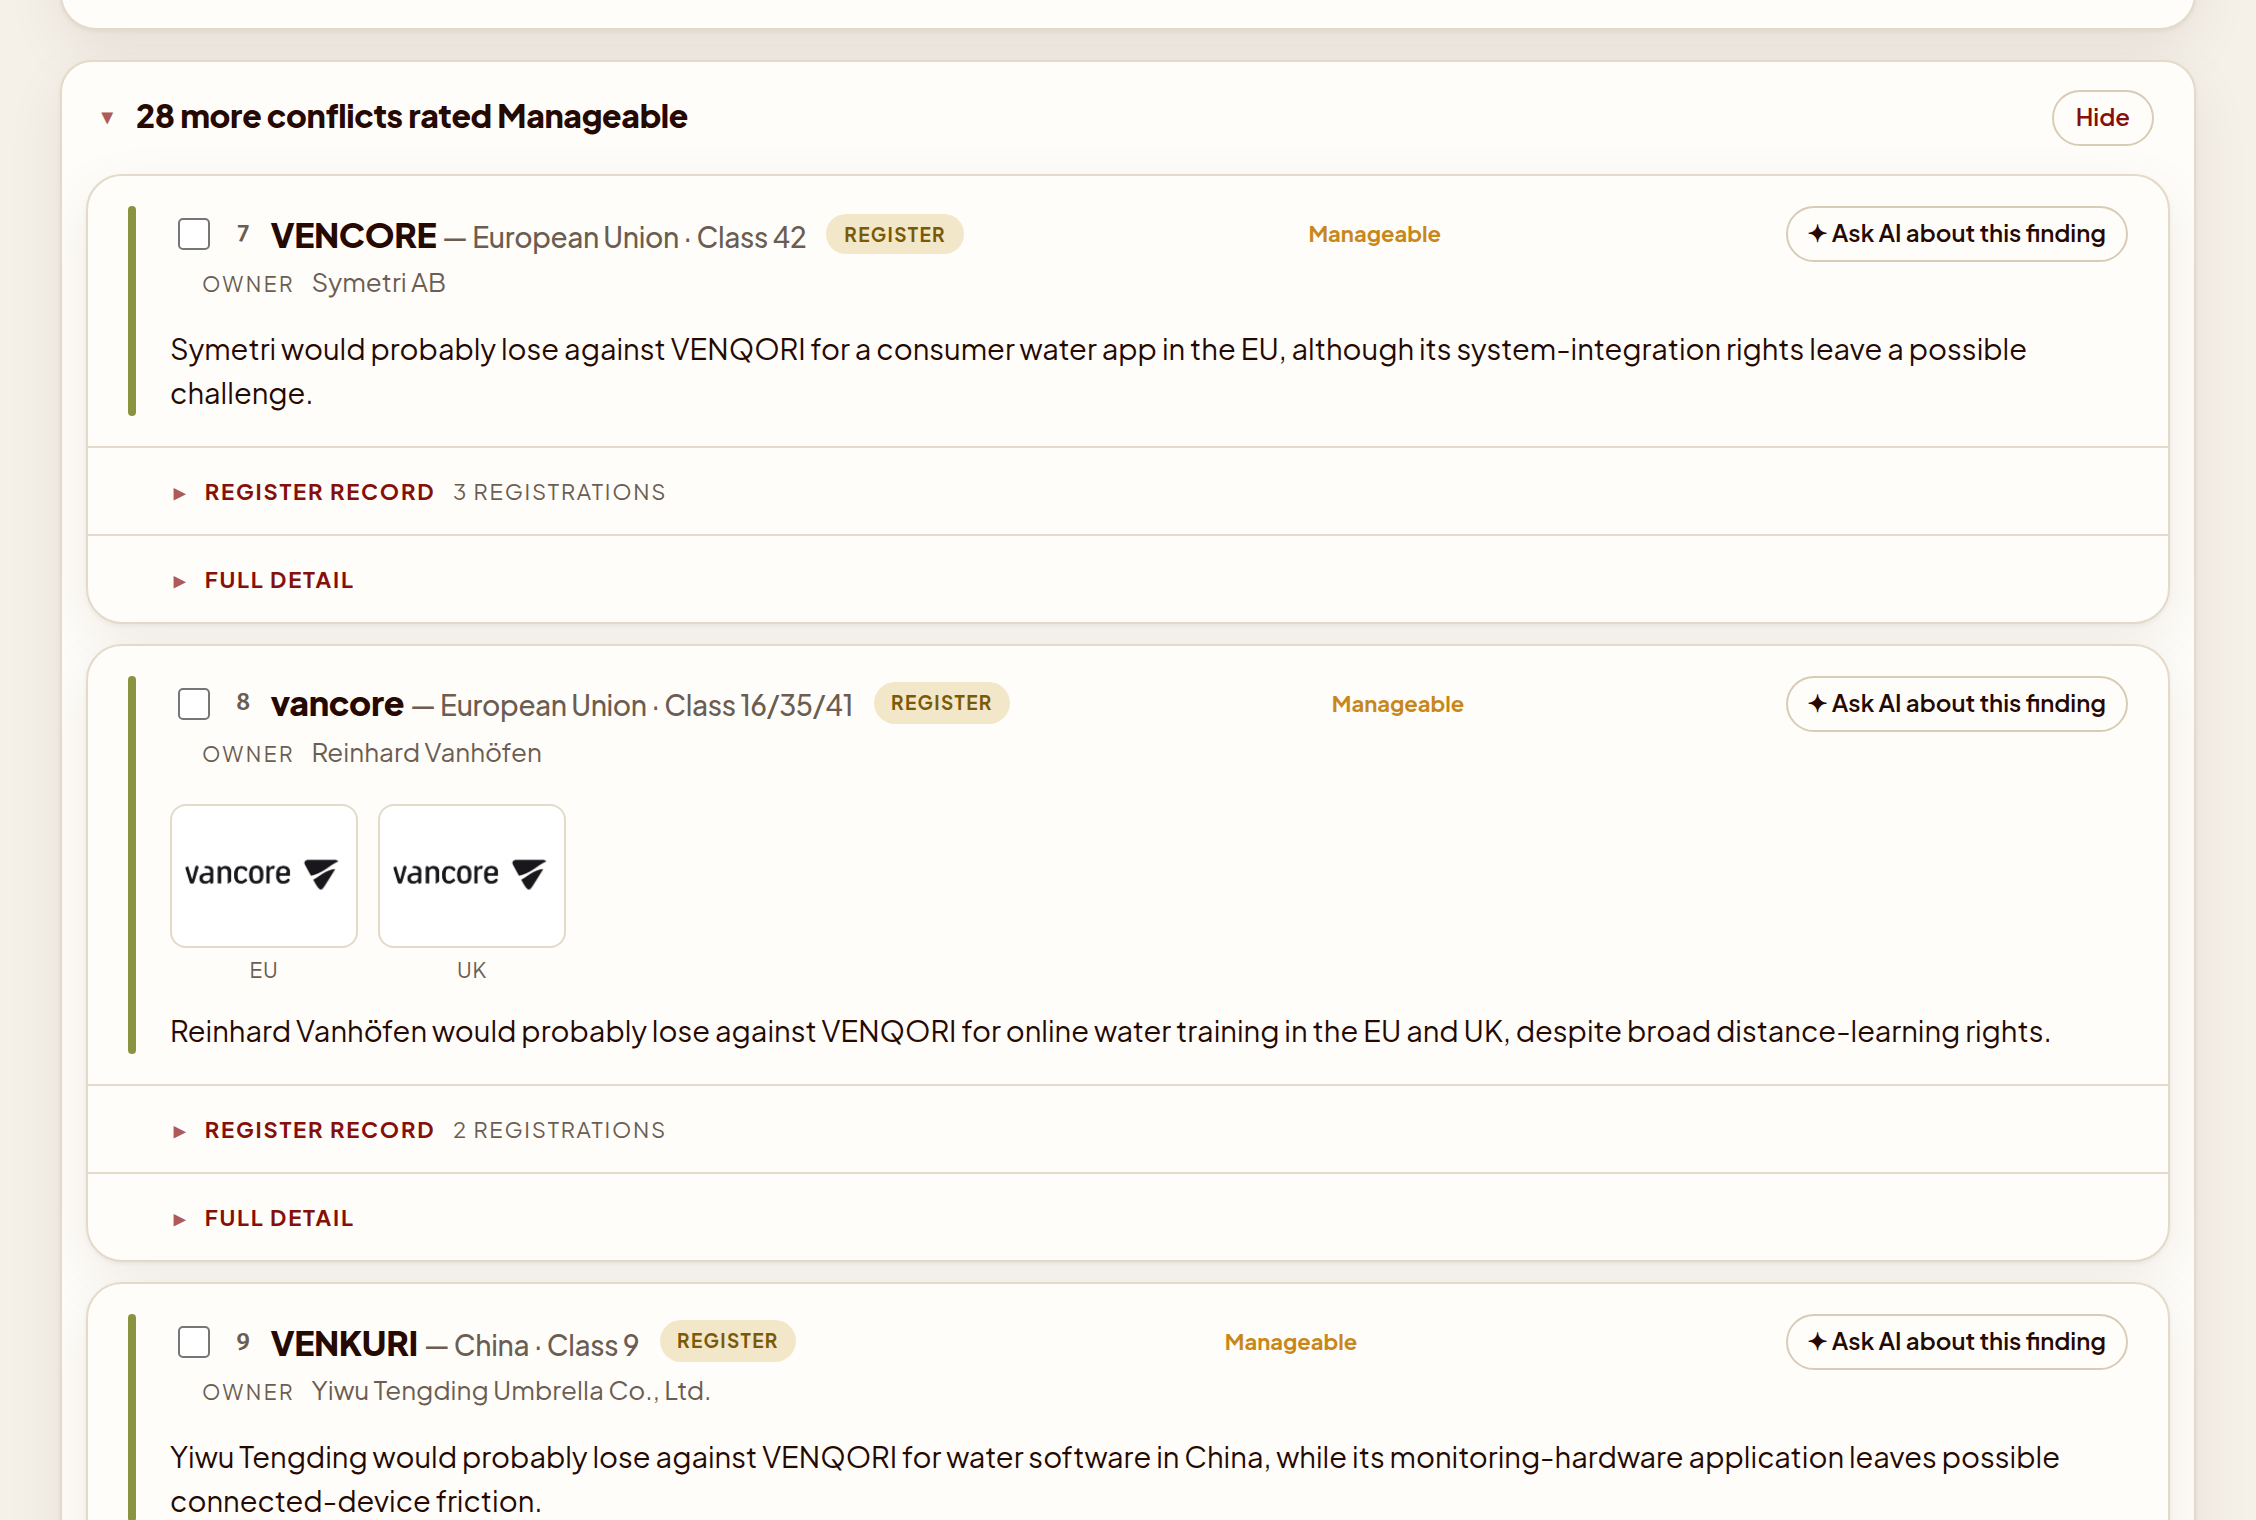 ▼ 28 more conflicts rated Manageable
Hide
7 VENCORE — European Union · Class 42 REGISTER
Manageable
✦ Ask AI about this finding
OWNER Symetri AB
Symetri would probably lose against VENQORI for a consumer water app in the EU, although its system-integration rights leave a possible
challenge.
▶ REGISTER RECORD 3 REGISTRATIONS
▶ FULL DETAIL
8 vancore — European Union · Class 16/35/41 REGISTER
Manageable
✦ Ask AI about this finding
OWNER Reinhard Vanhöfen
vancore
vancore
EU
UK
Reinhard Vanhöfen would probably lose against VENQORI for online water training in the EU and UK, despite broad distance-learning rights.
▶ REGISTER RECORD 2 REGISTRATIONS
▶ FULL DETAIL
9 VENKURI — China · Class 9 REGISTER
Manageable
✦ Ask AI about this finding
OWNER Yiwu Tengding Umbrella Co., Ltd.
Yiwu Tengding would probably lose against VENQORI for water software in China, while its monitoring-hardware application leaves possible
connected-device friction.